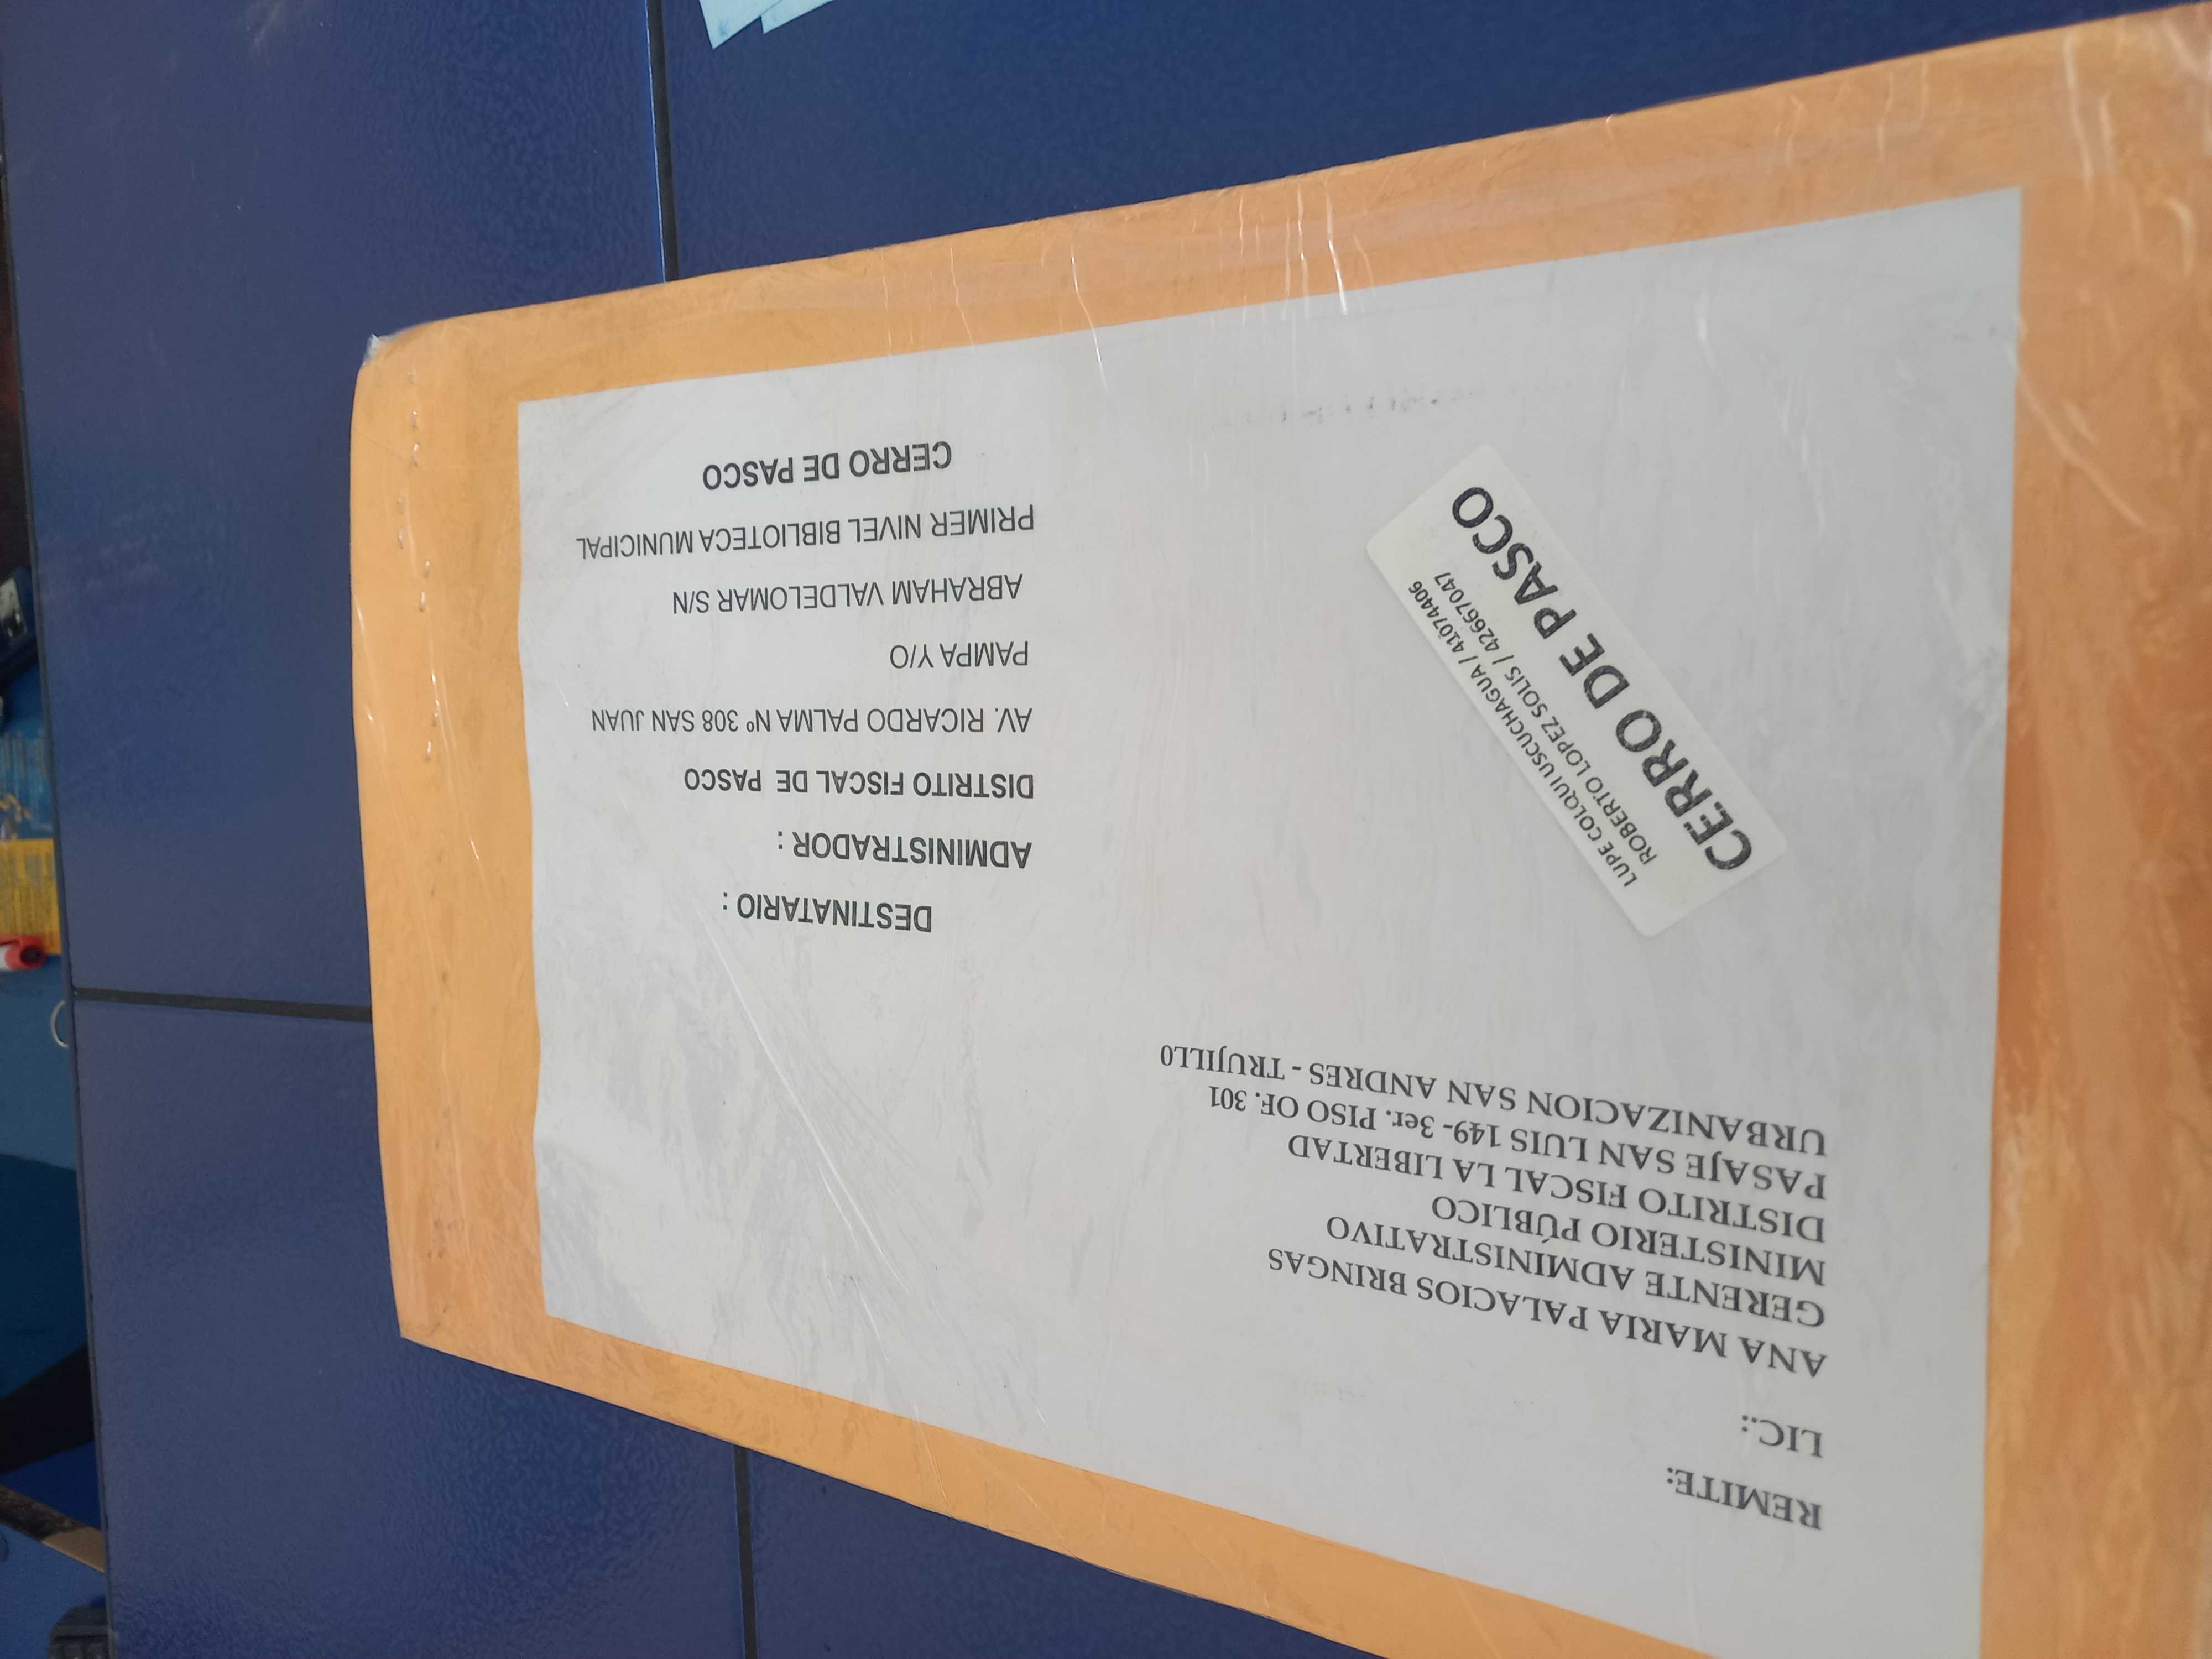 REMITE:
LIC.:
ANA MARIA PALACIOS BRINGAS
GERENTE ADMINISTRATIVO
MINISTERIO PÚBLICO
DISTRITO FISCAL LA LIBERTAD
PASAJE SAN LUIS 149- 3er. PISO OF. 301
URBANIZACION SAN ANDRES - TRUJILL0
DESTINATARIO :
ADMINISTRADOR :
DISTRITO FISCAL DE PASCO
AV. RICARDO PALMA Nº 308 SAN JUAN
PAMPA Y/O
ABRAHAM VALDELOMAR S/N
PRIMER NIVEL BIBLIOTECA MUNICIPAL
CERRO DE PASCO
LUPE COLQUI USCUCHAGUA / 41074406
ROBERTO LOPEZ SOLIS / 42667047
CERRO DE PASCO